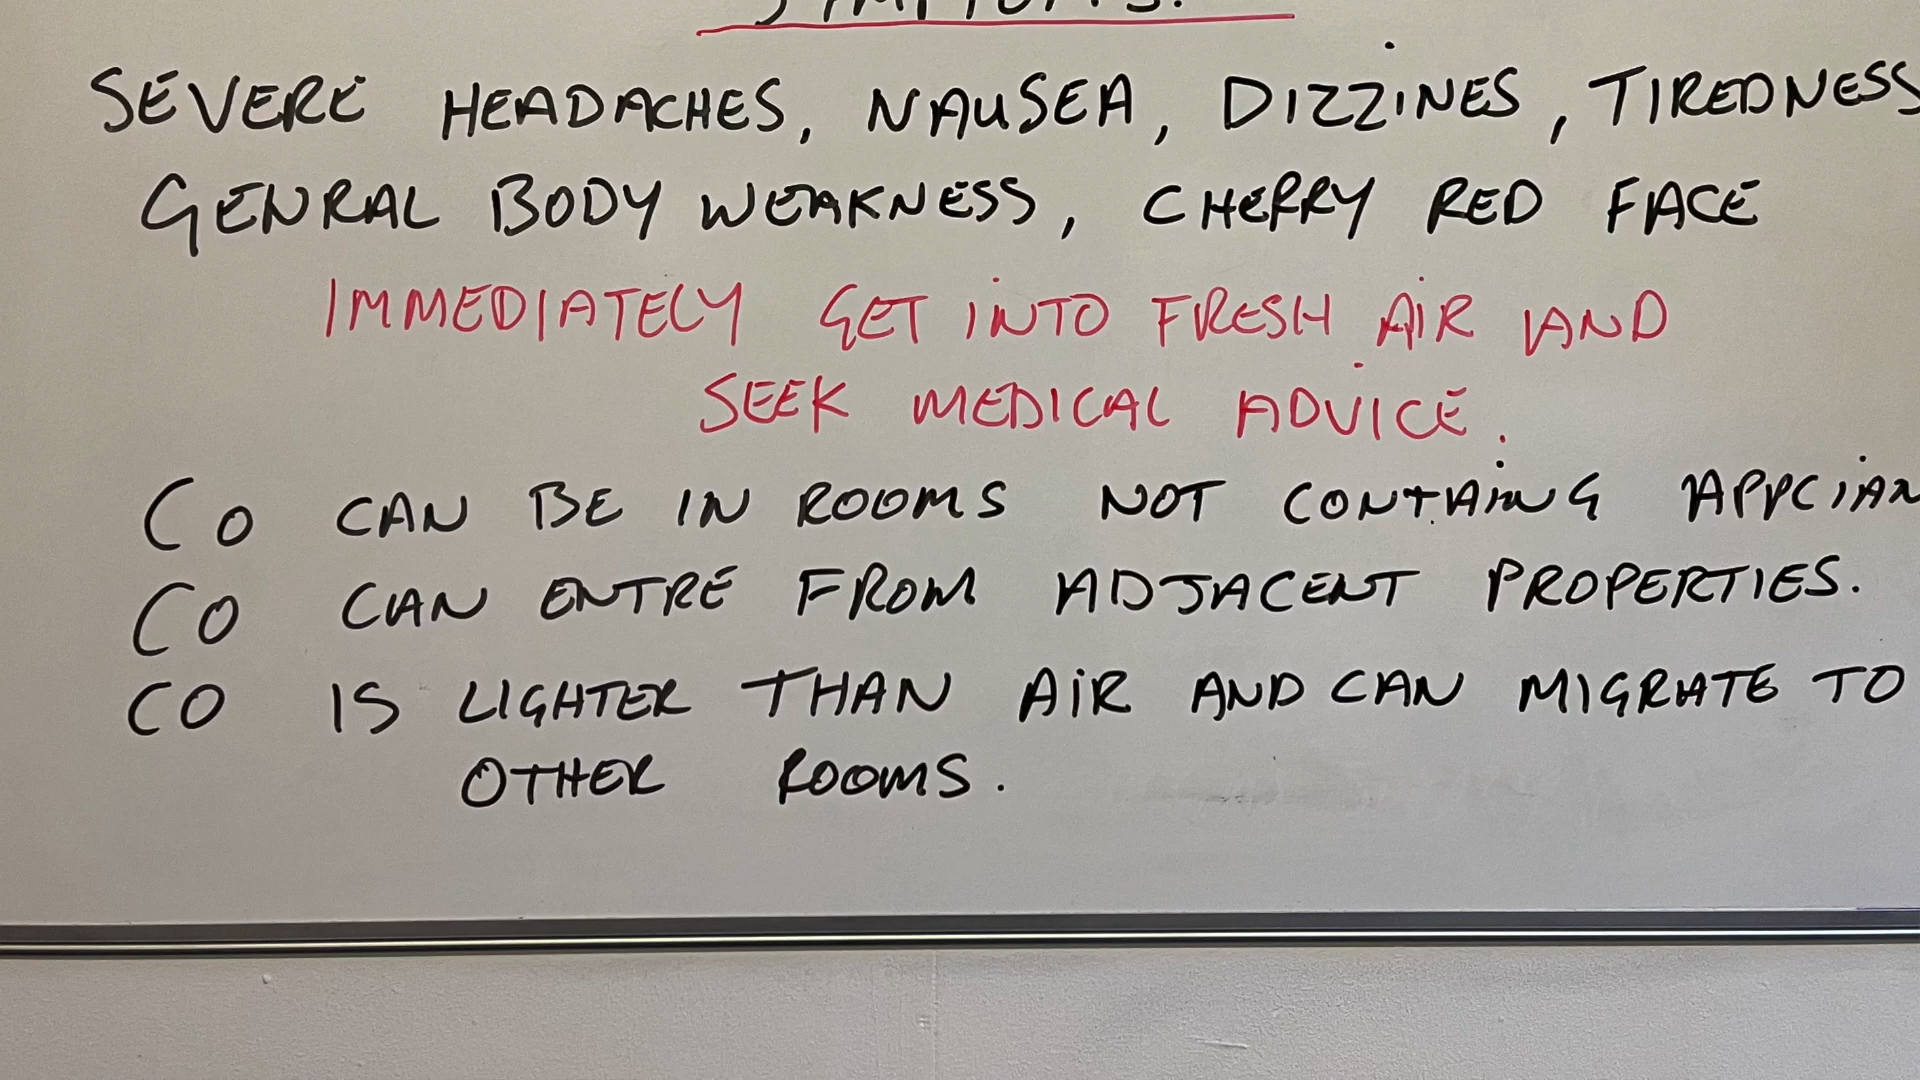 SYMPTOMS.
SEVERE HEADACHES, NAUSEA, DIZZINES, TIREDNESS
GENRAL BODY WEAKNESS, CHERRY RED FACE
IMMEDIATELY GET INTO FRESH AIR AND
SEEK MEDICAL ADVICE.
CO CAN BE IN ROOMS NOT CONTAING APPLIAN
CO CAN ENTRE FROM ADJACENT PROPERTIES.
CO IS LIGHTER THAN AIR AND CAN MIGRATE TO
OTHER ROOMS.